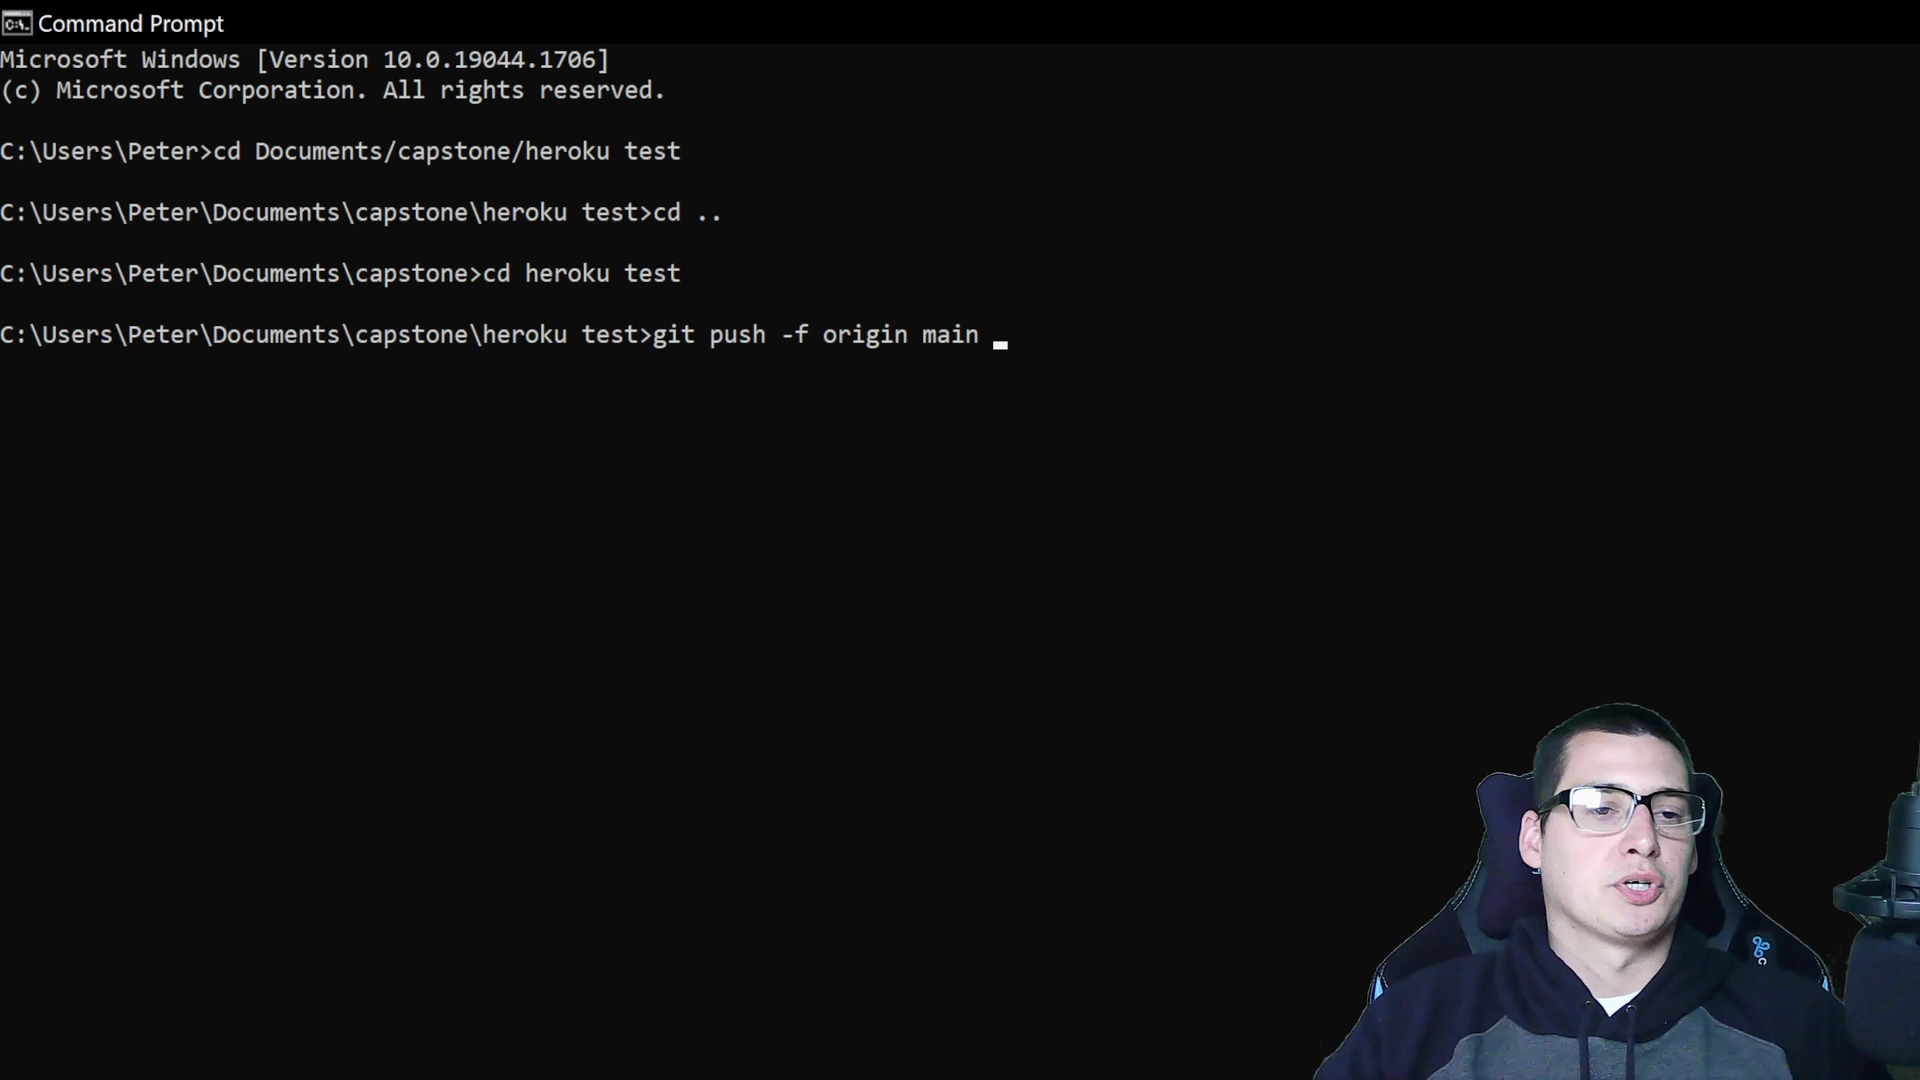 Command Prompt
Microsoft Windows [Version 10.0.19044.1706]
(c) Microsoft Corporation. All rights reserved.
C:\Users\Peter>cd Documents/capstone/heroku test
C:\Users\Peter\Documents\capstone\heroku test>cd ..
C:\Users\Peter\Documents\capstone>cd heroku test
C:\Users\Peter\Documents\capstone\heroku test>git push -f origin main